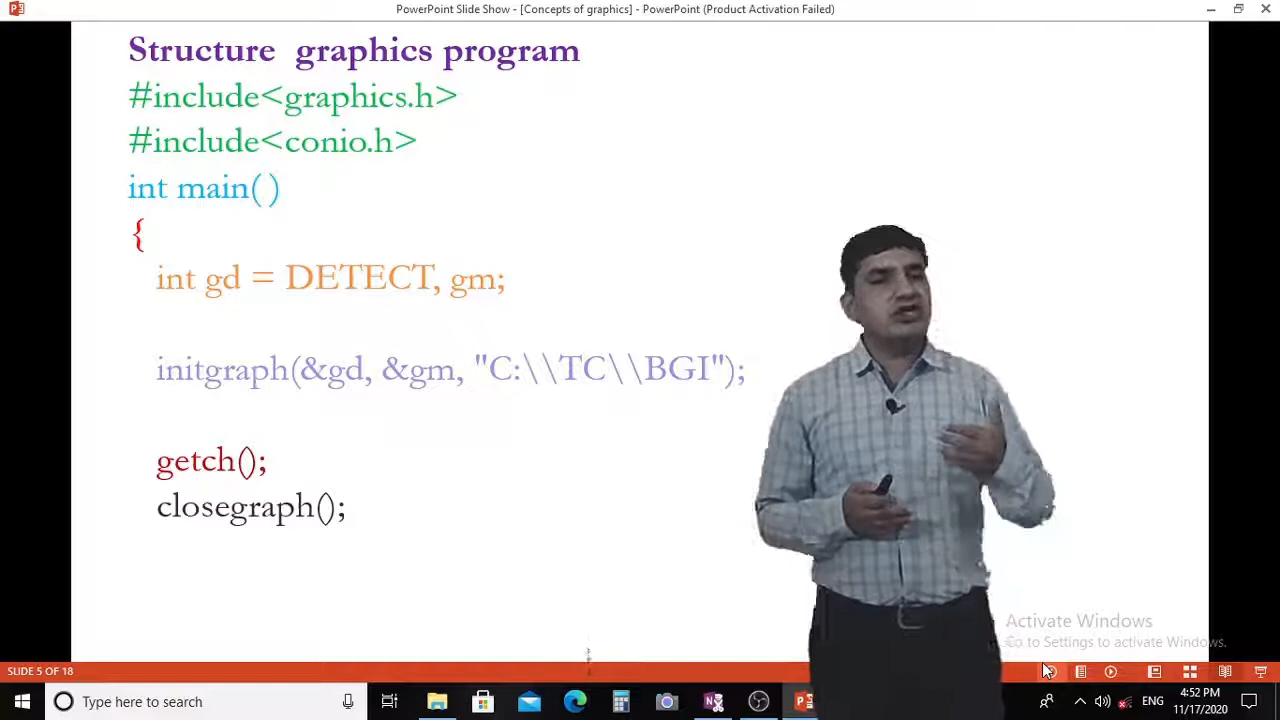 PowerPoint Slide Show - [Concepts of graphics] - PowerPoint (Product Activation Failed)
Structure graphics program
#include<graphics.h>
#include<conio.h>
int main( )
{
int gd = DETECT, gm;
initgraph(&gd, &gm, "C:\\TC\\BGI");
getch();
closegraph();
Activate Windows
Go to Settings to activate Windows.
SLIDE 5 OF 18
Type here to search
ENG
4:52 PM
11/17/2020